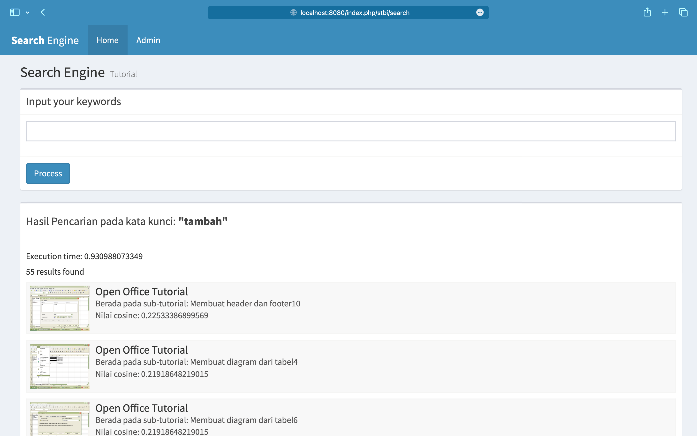 localhost:8080/index.php/stbi/search
Search Engine Home Admin
Search Engine Tutorial
Input your keywords
Process
Hasil Pencarian pada kata kunci: "tambah"
Execution time: 0.930988073349
55 results found
Open Office Tutorial
Berada pada sub-tutorial: Membuat header dan footer10
Nilai cosine: 0.22533386899569
Open Office Tutorial
Berada pada sub-tutorial: Membuat diagram dari tabel4
Nilai cosine: 0.21918648219015
Open Office Tutorial
Berada pada sub-tutorial: Membuat diagram dari tabel6
Nilai cosine: 0.21918648219015